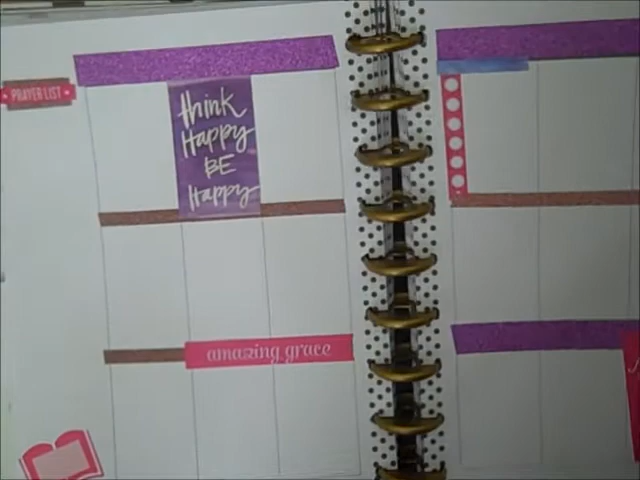 PRAYER LIST
think
Happy
BE
Happy
amazing grace